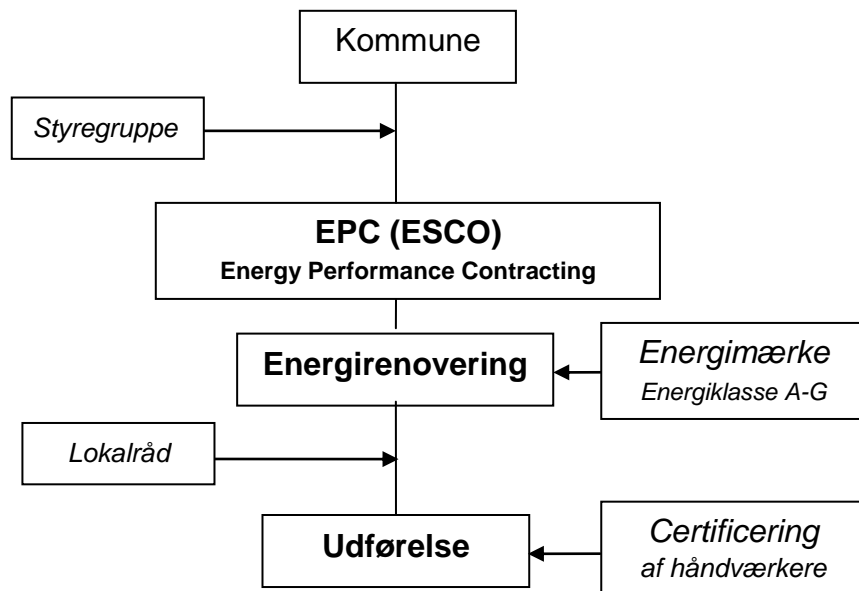 Kommune
Styregruppe
EPC (ESCO)
Energy Performance Contracting
Energirenovering
Energimærke
Energiklasse A-G
Lokalråd
Udførelse
Certificering
af håndværkere